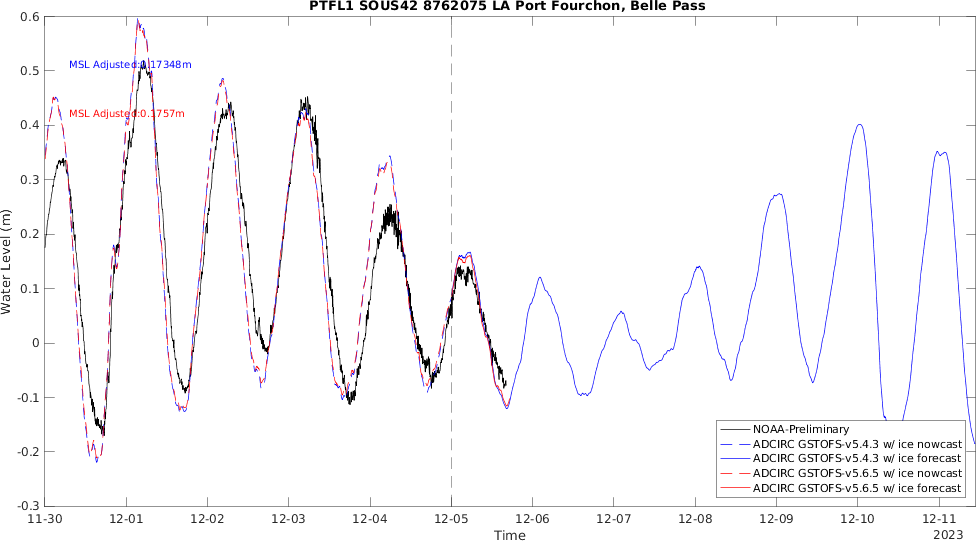 PTFL1 SOUS42 8762075 LA Port Fourchon, Belle Pass
0.6
0.5
0.4
0.3
0.2
0.1
0
-0.1
-0.2
-0.3
Water Level (m)
MSL Adjusted:0.17348m
MSL Adjusted:0.1757m
NOAA-Preliminary
ADCIRC GSTOFS-v5.4.3 w/ ice nowcast
ADCIRC GSTOFS-v5.4.3 w/ ice forecast
ADCIRC GSTOFS-v5.6.5 w/ ice nowcast
ADCIRC GSTOFS-v5.6.5 w/ ice forecast
11-30 12-01 12-02 12-03 12-04 12-05 12-06 12-07 12-08 12-09 12-10 12-11
Time
2023